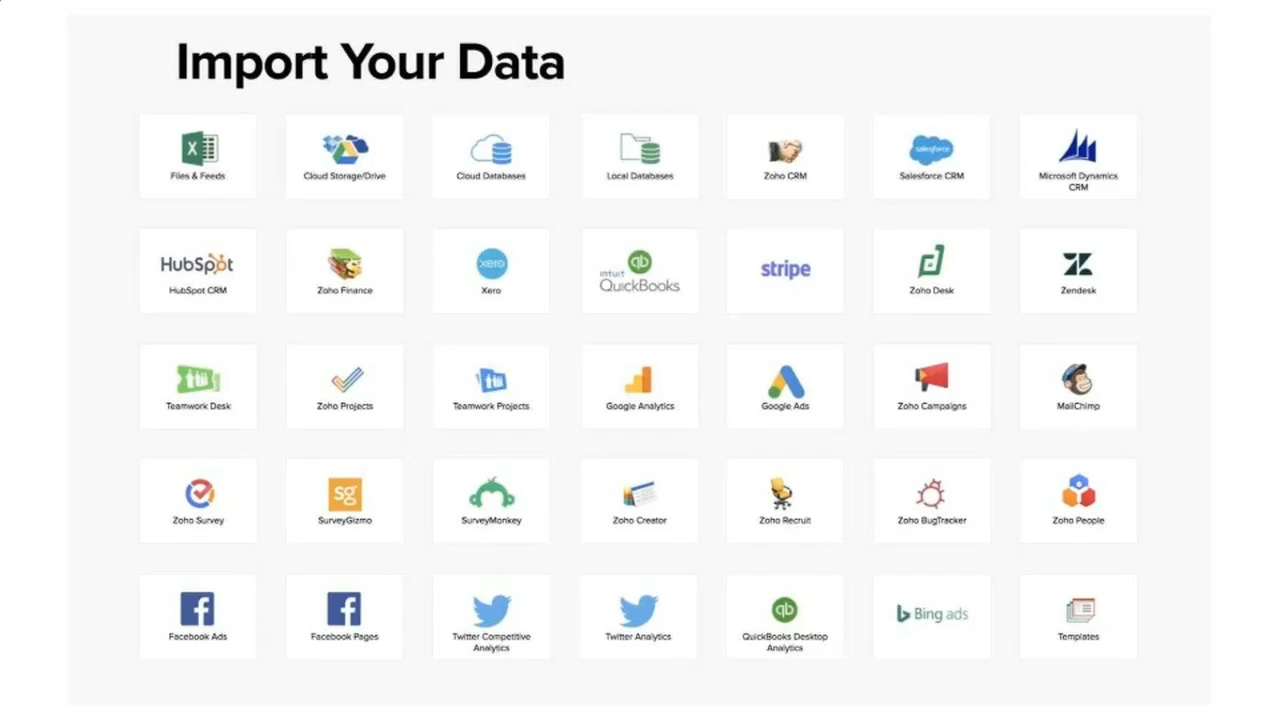 Import Your Data
Files & Feeds
Cloud Storage/Drive
Cloud Databases
Local Databases
Zoho CRM
salesforce
Salesforce CRM
Microsoft Dynamics
CRM
HubSpot
HubSpot CRM
Zoho Finance
xero
Xero
qb
intuit
QuickBooks
stripe
Zoho Desk
Zendesk
Teamwork Desk
Zoho Projects
Teamwork Projects
Google Analytics
Google Ads
Zoho Campaigns
MailChimp
Zoho Survey
sg
SurveyGizmo
SurveyMonkey
Zoho Creator
Zoho Recruit
Zoho BugTracker
Zoho People
Facebook Ads
Facebook Pages
Twitter Competitive
Analytics
Twitter Analytics
qb
QuickBooks Desktop
Analytics
Bing ads
Templates